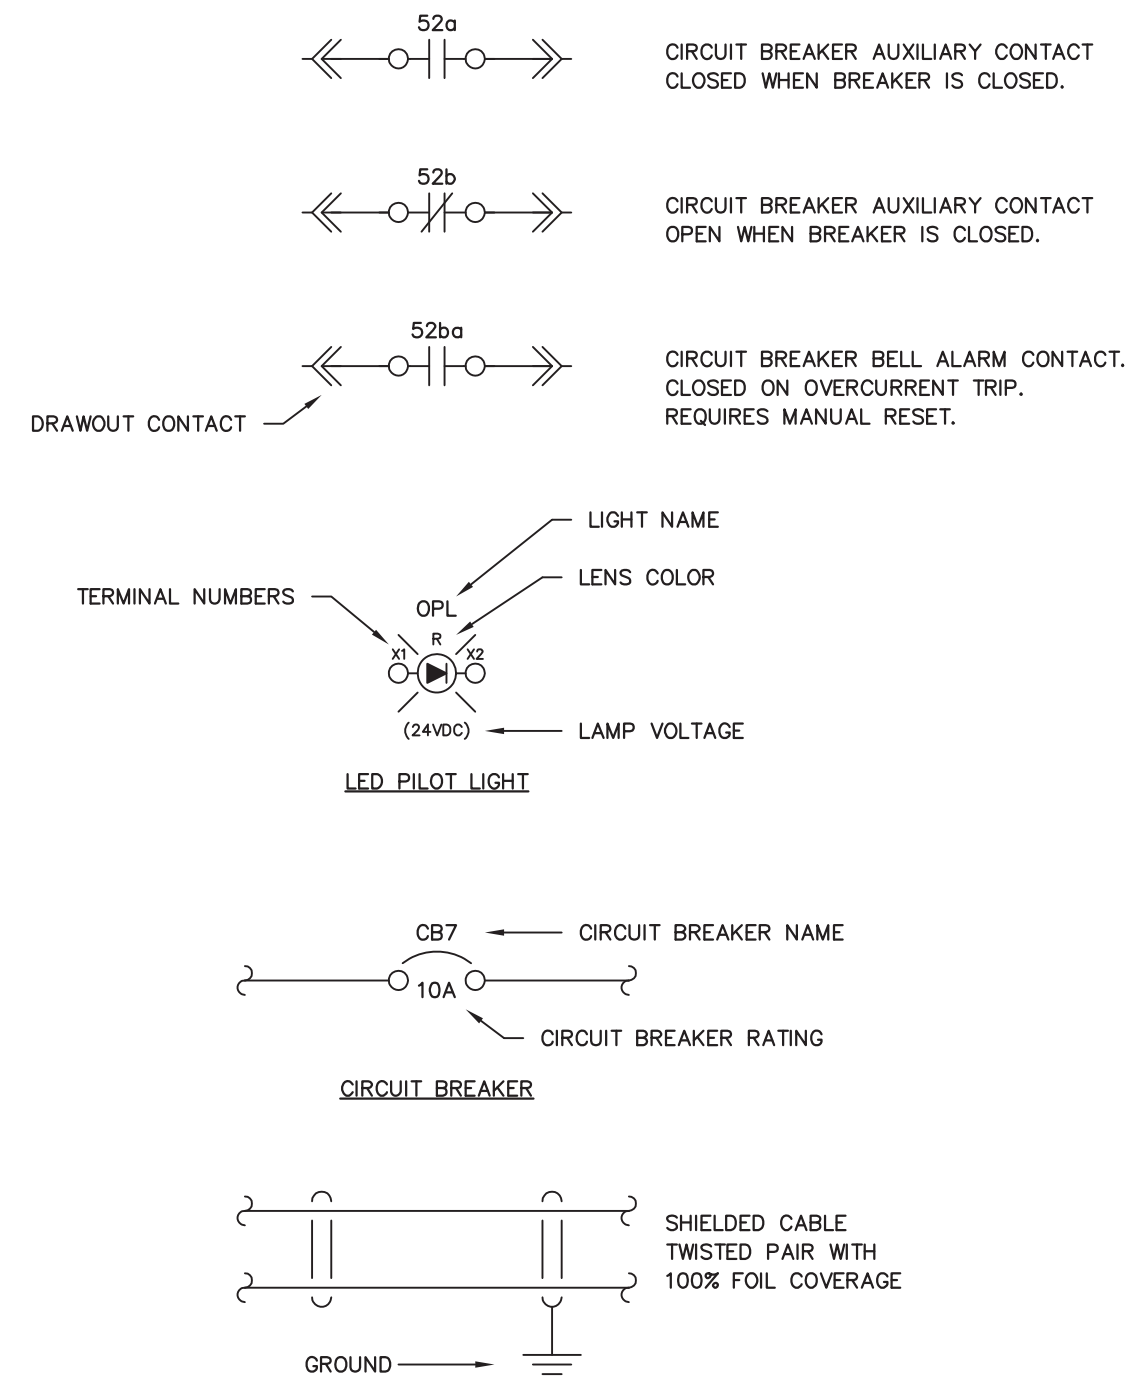 52a
CIRCUIT BREAKER AUXILIARY CONTACT
CLOSED WHEN BREAKER IS CLOSED.
52b
CIRCUIT BREAKER AUXILIARY CONTACT
OPEN WHEN BREAKER IS CLOSED.
52ba
CIRCUIT BREAKER BELL ALARM CONTACT.
CLOSED ON OVERCURRENT TRIP.
REQUIRES MANUAL RESET.
DRAWOUT CONTACT
LIGHT NAME
LENS COLOR
TERMINAL NUMBERS
OPL
R
X1 X2
(24VDC)
LAMP VOLTAGE
LED PILOT LIGHT
CB7
CIRCUIT BREAKER NAME
10A
CIRCUIT BREAKER RATING
CIRCUIT BREAKER
SHIELDED CABLE
TWISTED PAIR WITH
100% FOIL COVERAGE
GROUND